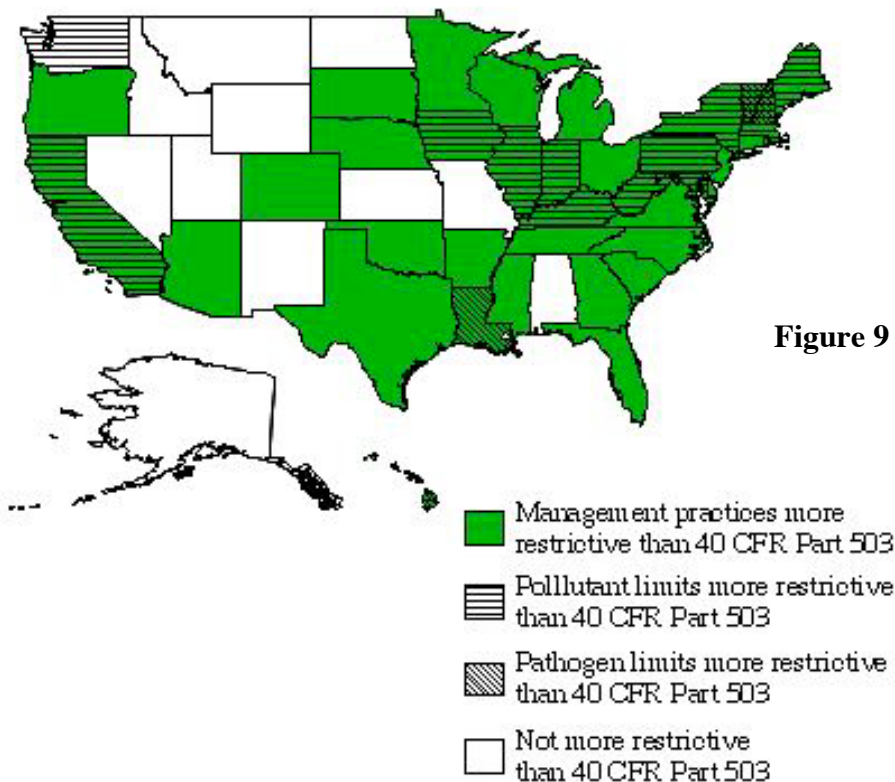 Figure 9
Management practices more
restrictive than 40 CFR Part 503
Polllutant limits more restrictive
than 40 CFR Part 503
Pathogen limits more restrictive
than 40 CFR Part 503
Not more restrictive
than 40 CFR Part 503